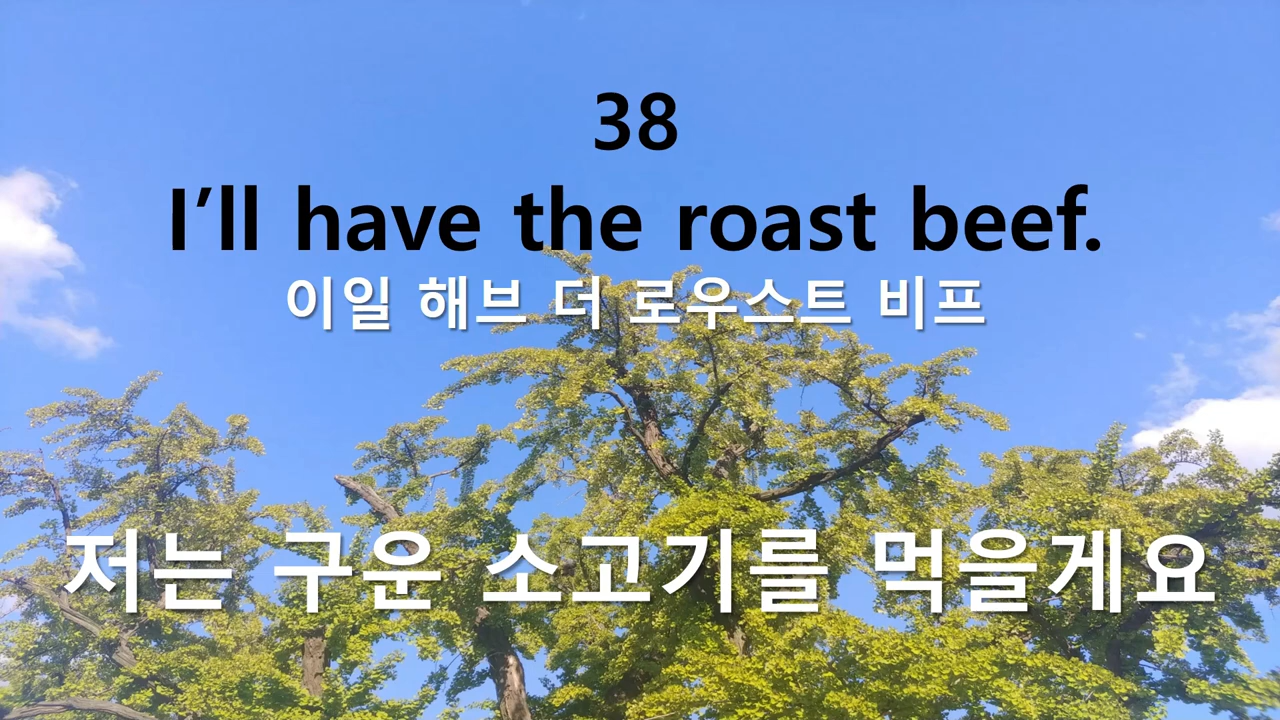 38
I’ll have the roast beef.
이일 해브 더 로우스트 비프
저는 구운 소고기를 먹을게요